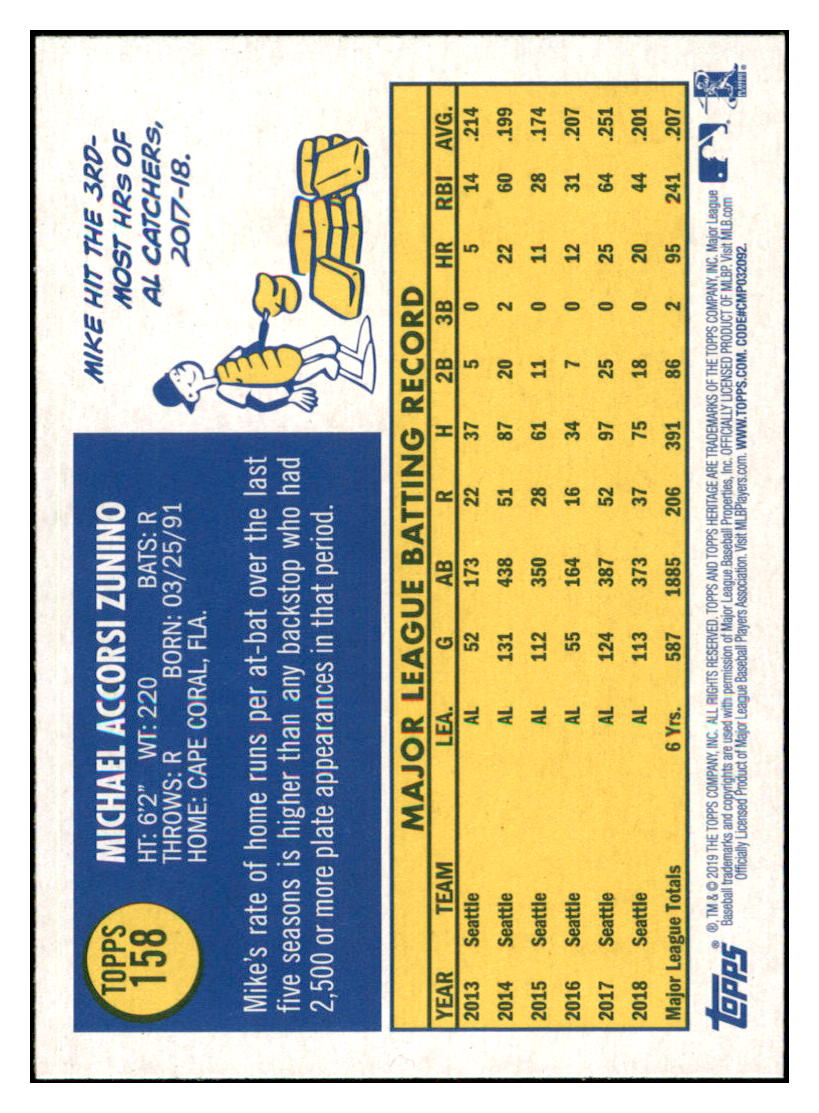 TOPPS
158
MICHAEL ACCORSI ZUNINO
HT: 6'2" WT: 220 BATS: R
THROWS: R BORN: 03/25/91
HOME: CAPE CORAL, FLA.
Mike's rate of home runs per at-bat over the last
five seasons is higher than any backstop who had
2,500 or more plate appearances in that period.
MIKE HIT THE 3RD-
MOST HRs OF
AL CATCHERS,
2017-18.
MAJOR LEAGUE BATTING RECORD
YEAR TEAM LEA. G AB R H 2B 3B HR RBI AVG.
2013 Seattle AL 52 173 22 37 5 0 5 14 .214
2014 Seattle AL 131 438 51 87 20 2 22 60 .199
2015 Seattle AL 112 350 28 61 11 0 11 28 .174
2016 Seattle AL 55 164 16 34 7 0 12 31 .207
2017 Seattle AL 124 387 52 97 25 0 25 64 .251
2018 Seattle AL 113 373 37 75 18 0 20 44 .201
Major League Totals 6 Yrs. 587 1885 206 391 86 2 95 241 .207
topps ®
®, TM & © 2019 THE TOPPS COMPANY, INC. ALL RIGHTS RESERVED. TOPPS AND TOPPS HERITAGE ARE TRADEMARKS OF THE TOPPS COMPANY, INC. Major League
Baseball trademarks and copyrights are used with permission of Major League Baseball Properties, Inc. OFFICIALLY LICENSED PRODUCT OF MLBP. Visit MLB.com
Officially Licensed Product of Major League Baseball Players Association. Visit MLBPlayers.com. WWW.TOPPS.COM. CODE#CMP032092.